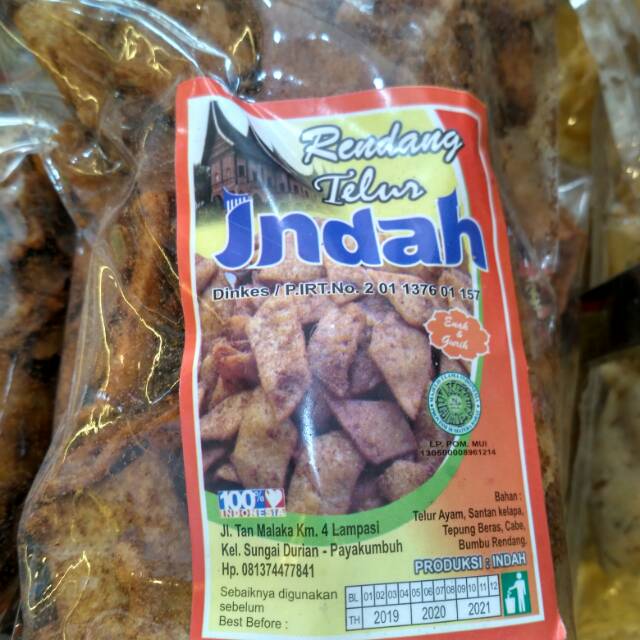 Rendang
Telur
Indah
Dinkes / P.IRT.No. 2 01 1376 01 157
Enak
&
Gurih
LP. POM. MUI
13050008961214
100%
INDONESIA
Jl. Tan Malaka Km. 4 Lampasi
Kel. Sungai Durian - Payakumbuh
Hp. 081374477841
Bahan :
Telur Ayam, Santan kelapa,
Tepung Beras, Cabe,
Bumbu Rendang.
PRODUKSI : INDAH
Sebaiknya digunakan
sebelum
Best Before :
BL 01 02 03 04 05 06 07 08 09 10 11 12
TH 2019 2020 2021